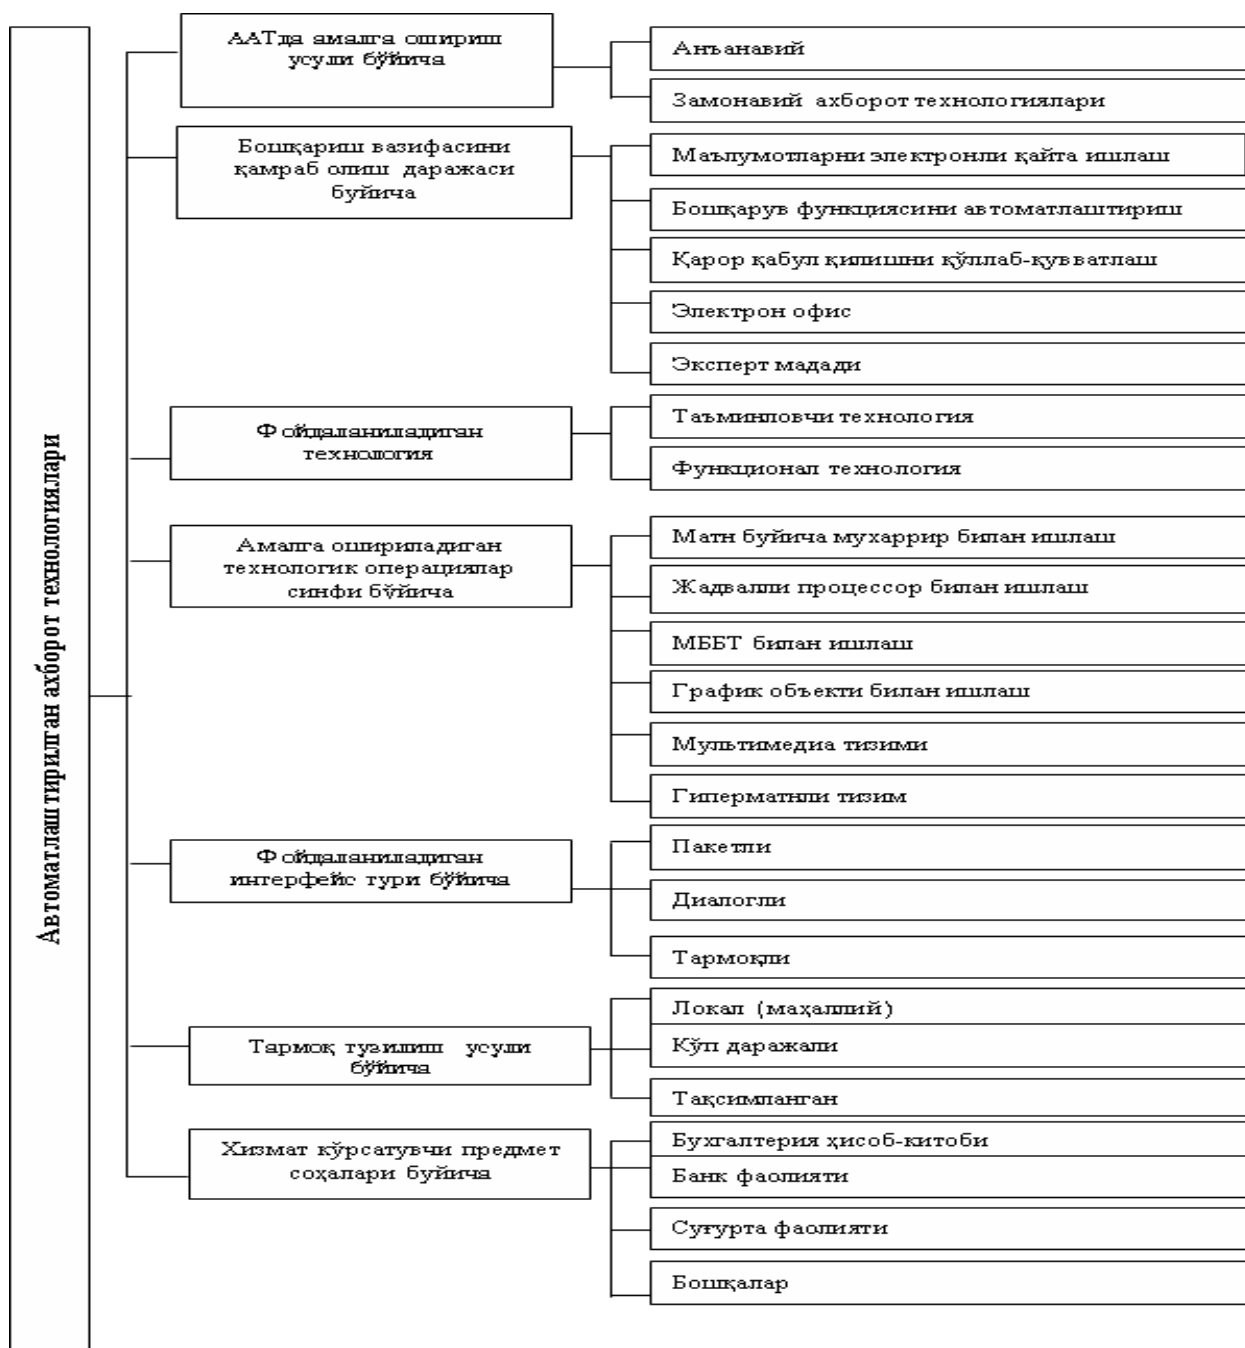 Автоматлаштирилган ахборот технологиялари
ААТда амалга ошириш
усули бўйича
Анъанавий
Замонавий ахборот технологиялари
Бошқариш вазифасини
қамраб олиш даражаси
буйича
Маълумотларни электронли қайта ишлаш
Бошқарув функциясини автоматлаштириш
Қарор қабул қилишни қўллаб-қувватлаш
Электрон офис
Эксперт мадади
Фойдаланиладиган
технология
Таъминловчи технология
Функционал технология
Амалга ошириладиган
технологик операциялар
синфи бўйича
Матн буйича мухаррир билан ишлаш
Жадвалли процессор билан ишлаш
МББТ билан ишлаш
График объекти билан ишлаш
Мультимедиа тизими
Гиперматнли тизим
Фойдаланиладиган
интерфейс тури бўйича
Пакетли
Диалогли
Тармоқли
Тармоқ тузилиш усули
бўйича
Локал (маҳаллий)
Кўп даражали
Тақсимланган
Хизмат кўрсатувчи предмет
соҳалари буйича
Бухгалтерия ҳисоб-китоби
Банк фаолияти
Суғурта фаолияти
Бошқалар